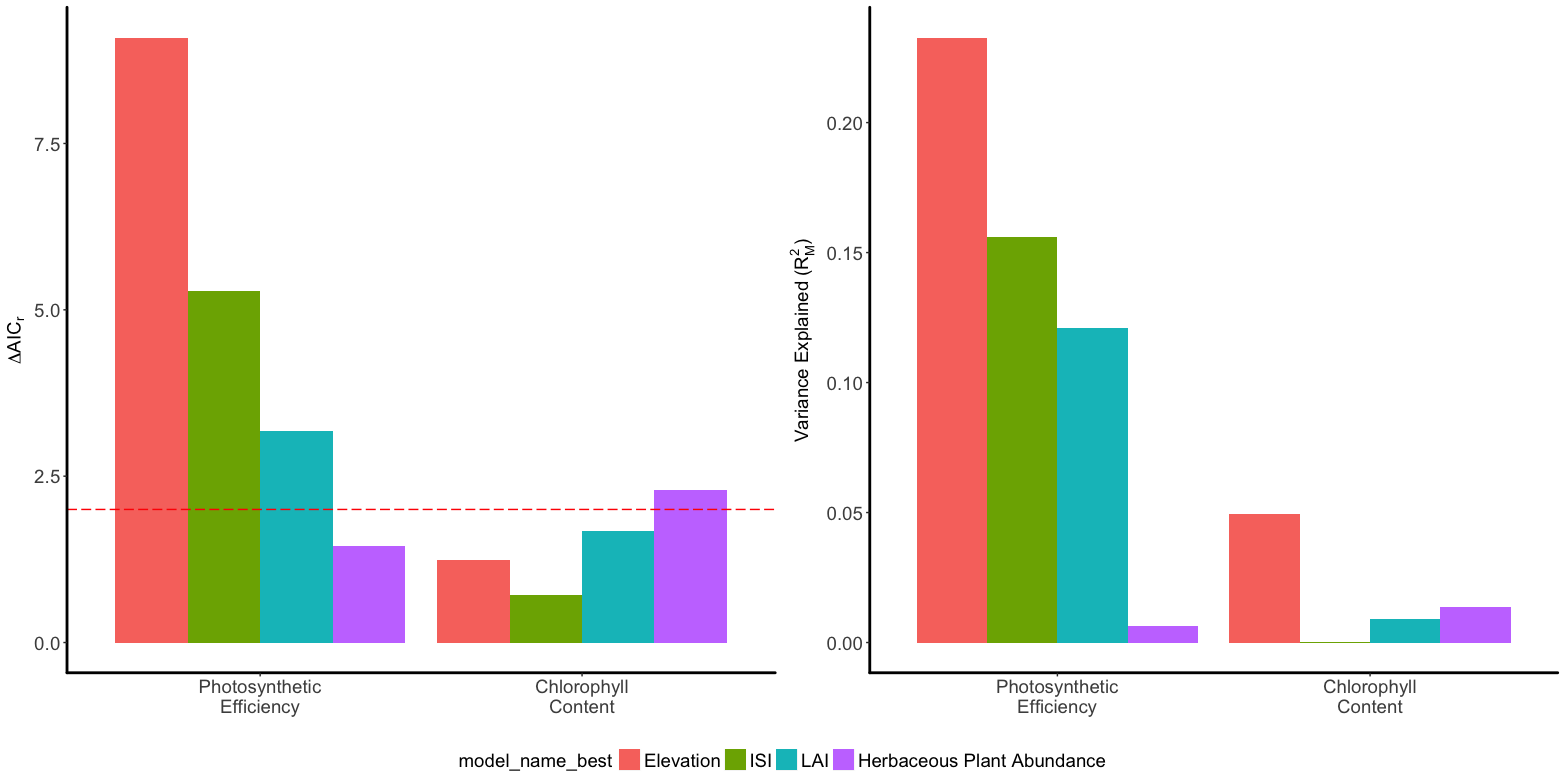 ΔAICr
7.5
5.0
2.5
0.0
Photosynthetic
Efficiency
Chlorophyll
Content
Variance Explained (R²M)
0.20
0.15
0.10
0.05
0.00
Photosynthetic
Efficiency
Chlorophyll
Content
model_name_best Elevation ISI LAI Herbaceous Plant Abundance